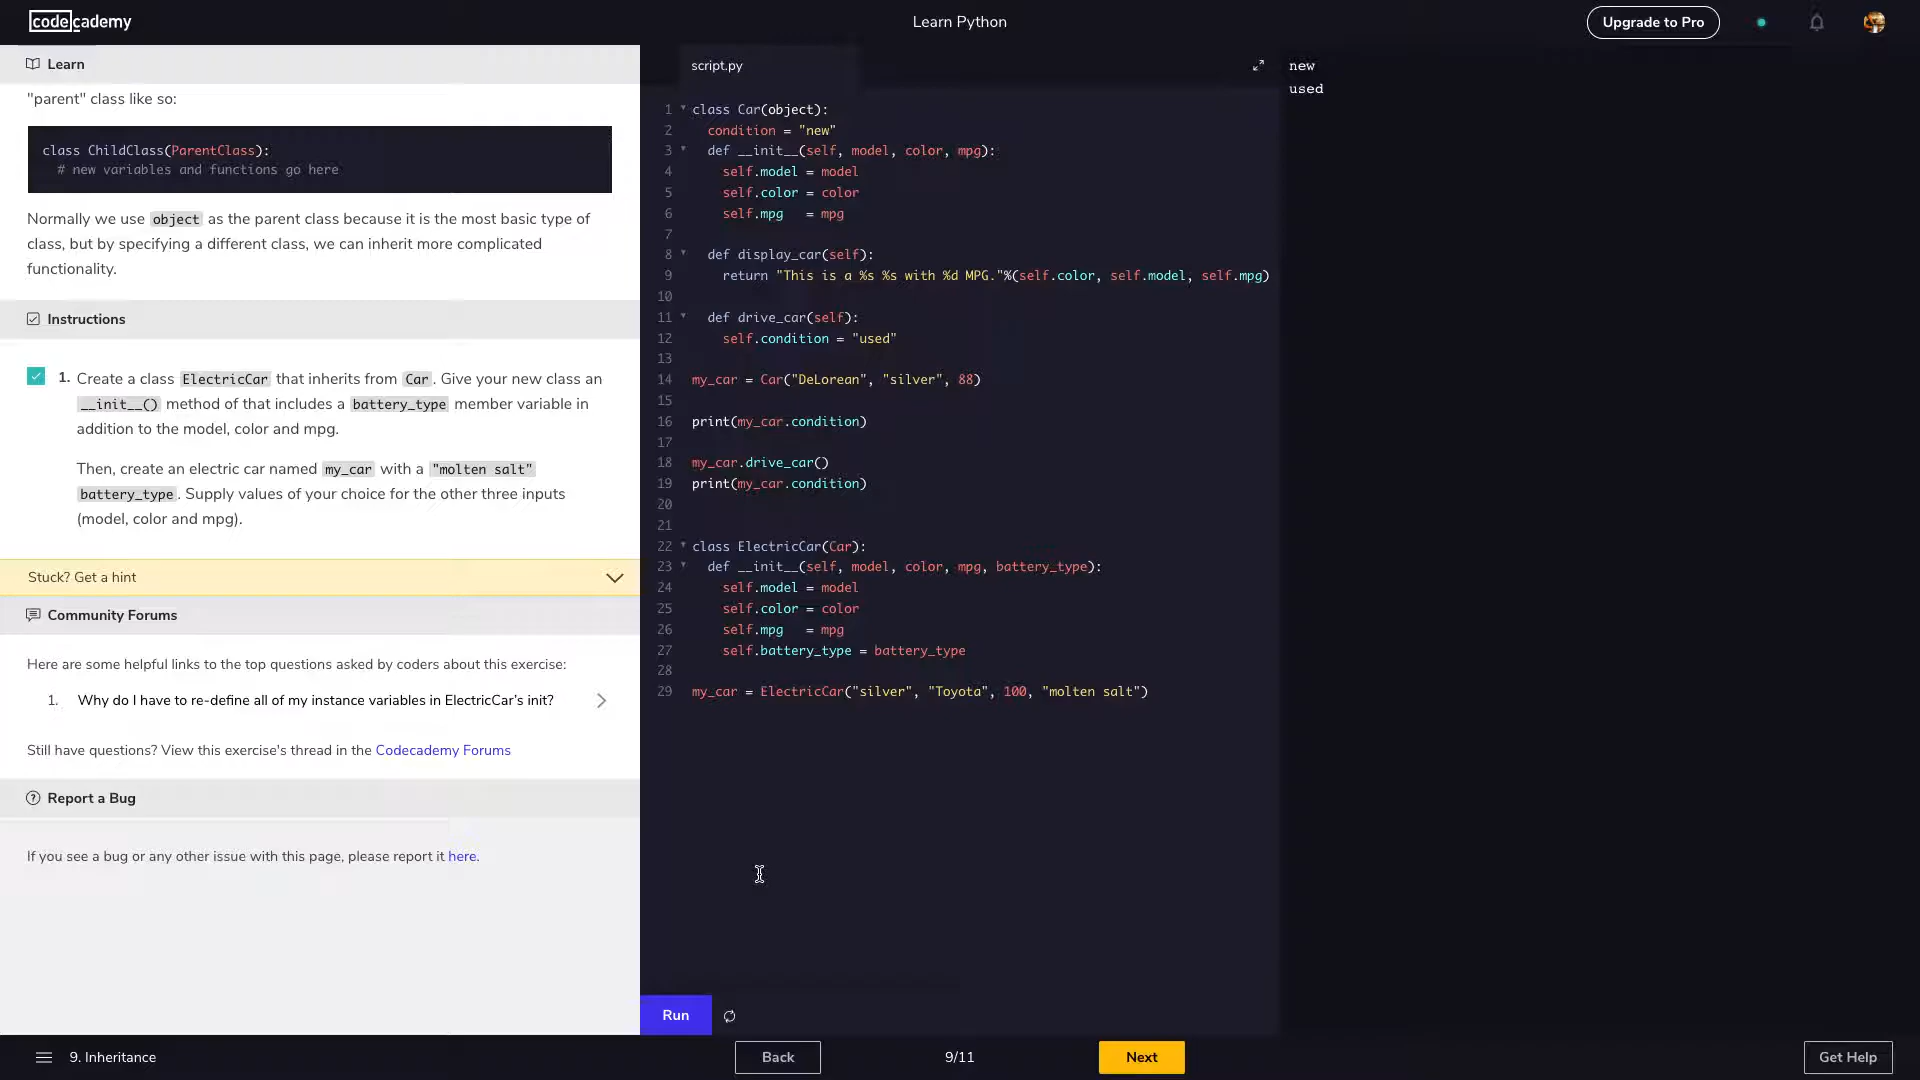 codecademy
Learn Python
Upgrade to Pro
Learn
"parent" class like so:
class ChildClass(ParentClass):
# new variables and functions go here
Normally we use object as the parent class because it is the most basic type of
class, but by specifying a different class, we can inherit more complicated
functionality.
Instructions
1. Create a class ElectricCar that inherits from Car. Give your new class an
__init__() method of that includes a battery_type member variable in
addition to the model, color and mpg.
Then, create an electric car named my_car with a "molten salt"
battery_type. Supply values of your choice for the other three inputs
(model, color and mpg).
Stuck? Get a hint
Community Forums
Here are some helpful links to the top questions asked by coders about this exercise:
1. Why do I have to re-define all of my instance variables in ElectricCar's init?
Still have questions? View this exercise's thread in the Codecademy Forums
Report a Bug
If you see a bug or any other issue with this page, please report it here.
script.py
1 class Car(object):
2 condition = "new"
3 def __init__(self, model, color, mpg):
4 self.model = model
5 self.color = color
6 self.mpg   = mpg
7
8 def display_car(self):
9 return "This is a %s %s with %d MPG."%(self.color, self.model, self.mpg)
10
11 def drive_car(self):
12 self.condition = "used"
13
14 my_car = Car("DeLorean", "silver", 88)
15
16 print(my_car.condition)
17
18 my_car.drive_car()
19 print(my_car.condition)
20
21
22 class ElectricCar(Car):
23 def __init__(self, model, color, mpg, battery_type):
24 self.model = model
25 self.color = color
26 self.mpg   = mpg
27 self.battery_type = battery_type
28
29 my_car = ElectricCar("silver", "Toyota", 100, "molten salt")
Run
new
used
9. Inheritance
Back
9/11
Next
Get Help